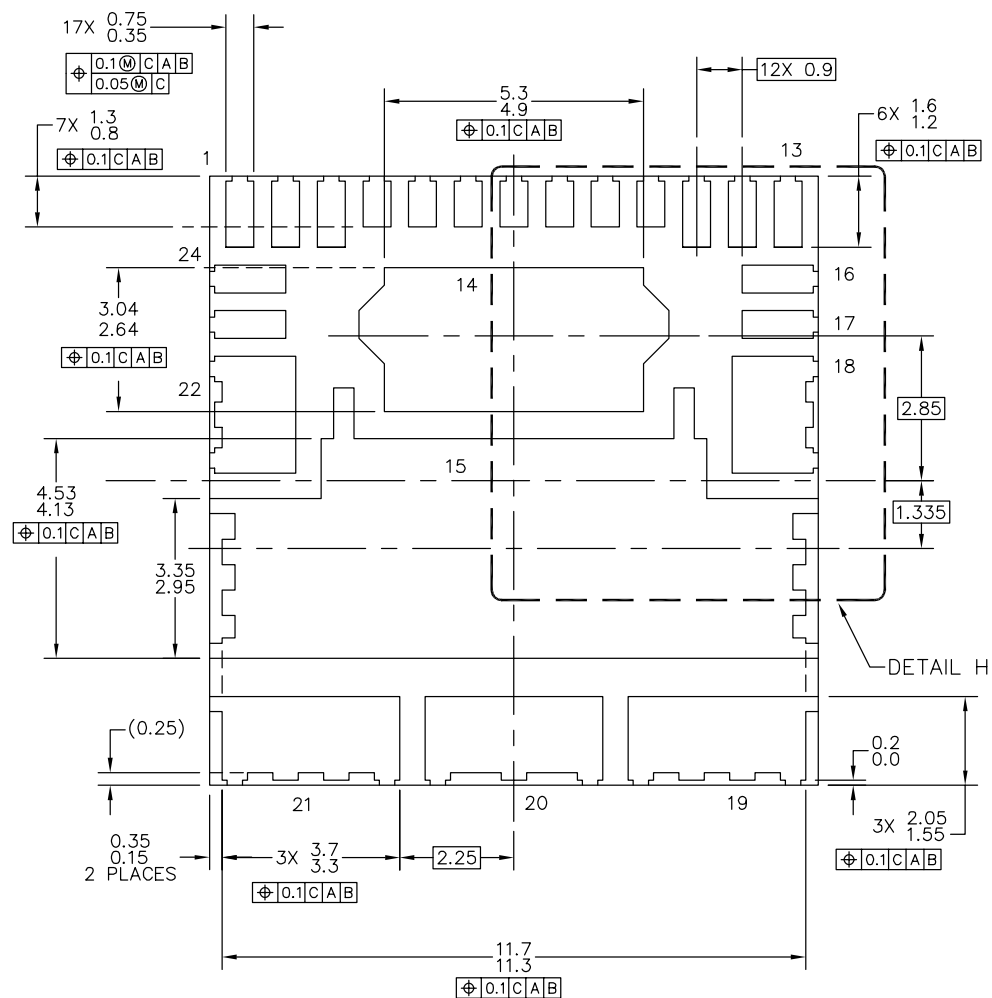 17X 0.75
0.35
⌖ 0.1Ⓜ C A B
0.05Ⓜ C
7X 1.3
0.8
⌖ 0.1 C A B
5.3
4.9
⌖ 0.1 C A B
12X 0.9
6X 1.6
1.2
⌖ 0.1 C A B
1
13
24
14
16
3.04
2.64
⌖ 0.1 C A B
17
18
22
2.85
15
4.53
4.13
⌖ 0.1 C A B
1.335
3.35
2.95
DETAIL H
(0.25)
0.2
0.0
21
20
19
3X 2.05
1.55
⌖ 0.1 C A B
0.35
0.15
2 PLACES
3X 3.7
3.3
⌖ 0.1 C A B
2.25
11.7
11.3
⌖ 0.1 C A B